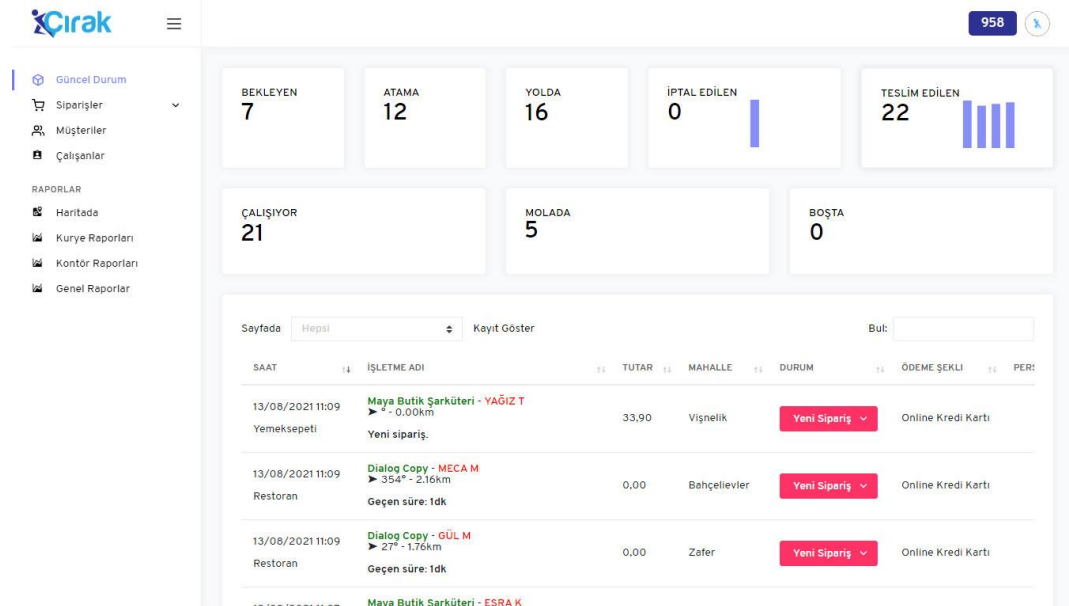 Çırak
958
Güncel Durum
Siparişler
Müşteriler
Çalışanlar
RAPORLAR
Haritada
Kurye Raporları
Kontör Raporları
Genel Raporlar
BEKLEYEN
7
ATAMA
12
YOLDA
16
İPTAL EDİLEN
0
TESLİM EDİLEN
22
ÇALIŞIYOR
21
MOLADA
5
BOŞTA
0
Sayfada Hepsi Kayıt Göster Bul:
SAAT İŞLETME ADI TUTAR MAHALLE DURUM ÖDEME ŞEKLI
13/08/2021 11:09
Yemeksepeti
Maya Butik Şarküteri - YAĞIZ T
➤ ° - 0.00km
Yeni sipariş.
33,90 Vişnelik Yeni Sipariş Online Kredi Kartı
13/08/2021 11:09
Restoran
Dialog Copy - MECA M
➤ 354° - 2.16km
Geçen süre: 1dk
0,00 Bahçelievler Yeni Sipariş Online Kredi Kartı
13/08/2021 11:09
Restoran
Dialog Copy - GÜL M
➤ 27° - 1.76km
Geçen süre: 1dk
0,00 Zafer Yeni Sipariş Online Kredi Kartı
Maya Butik Şarküteri - ESRA K